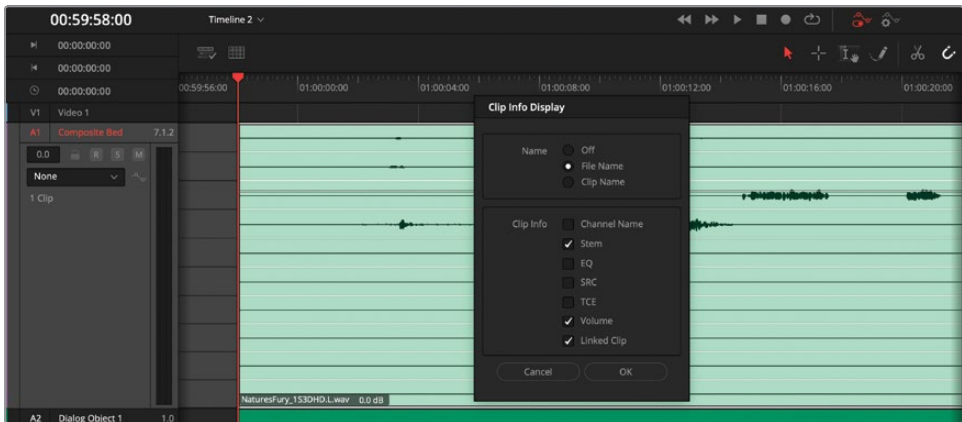 00:59:58:00
Timeline 2
00:00:00:00
00:00:00:00
00:00:00:00
00:59:56:00
01:00:00:00
01:00:04:00
01:00:08:00
01:00:12:00
01:00:16:00
01:00:20:00
V1 Video 1
A1 Composite Bed 7.1.2
0.0 R S M
None
1 Clip
Clip Info Display
Name
Off
File Name
Clip Name
Clip Info
Channel Name
Stem
EQ
SRC
TCE
Volume
Linked Clip
Cancel OK
NaturesFury_1S3DHD.L.wav 0.0 dB
A2 Dialog Object 1 1.0